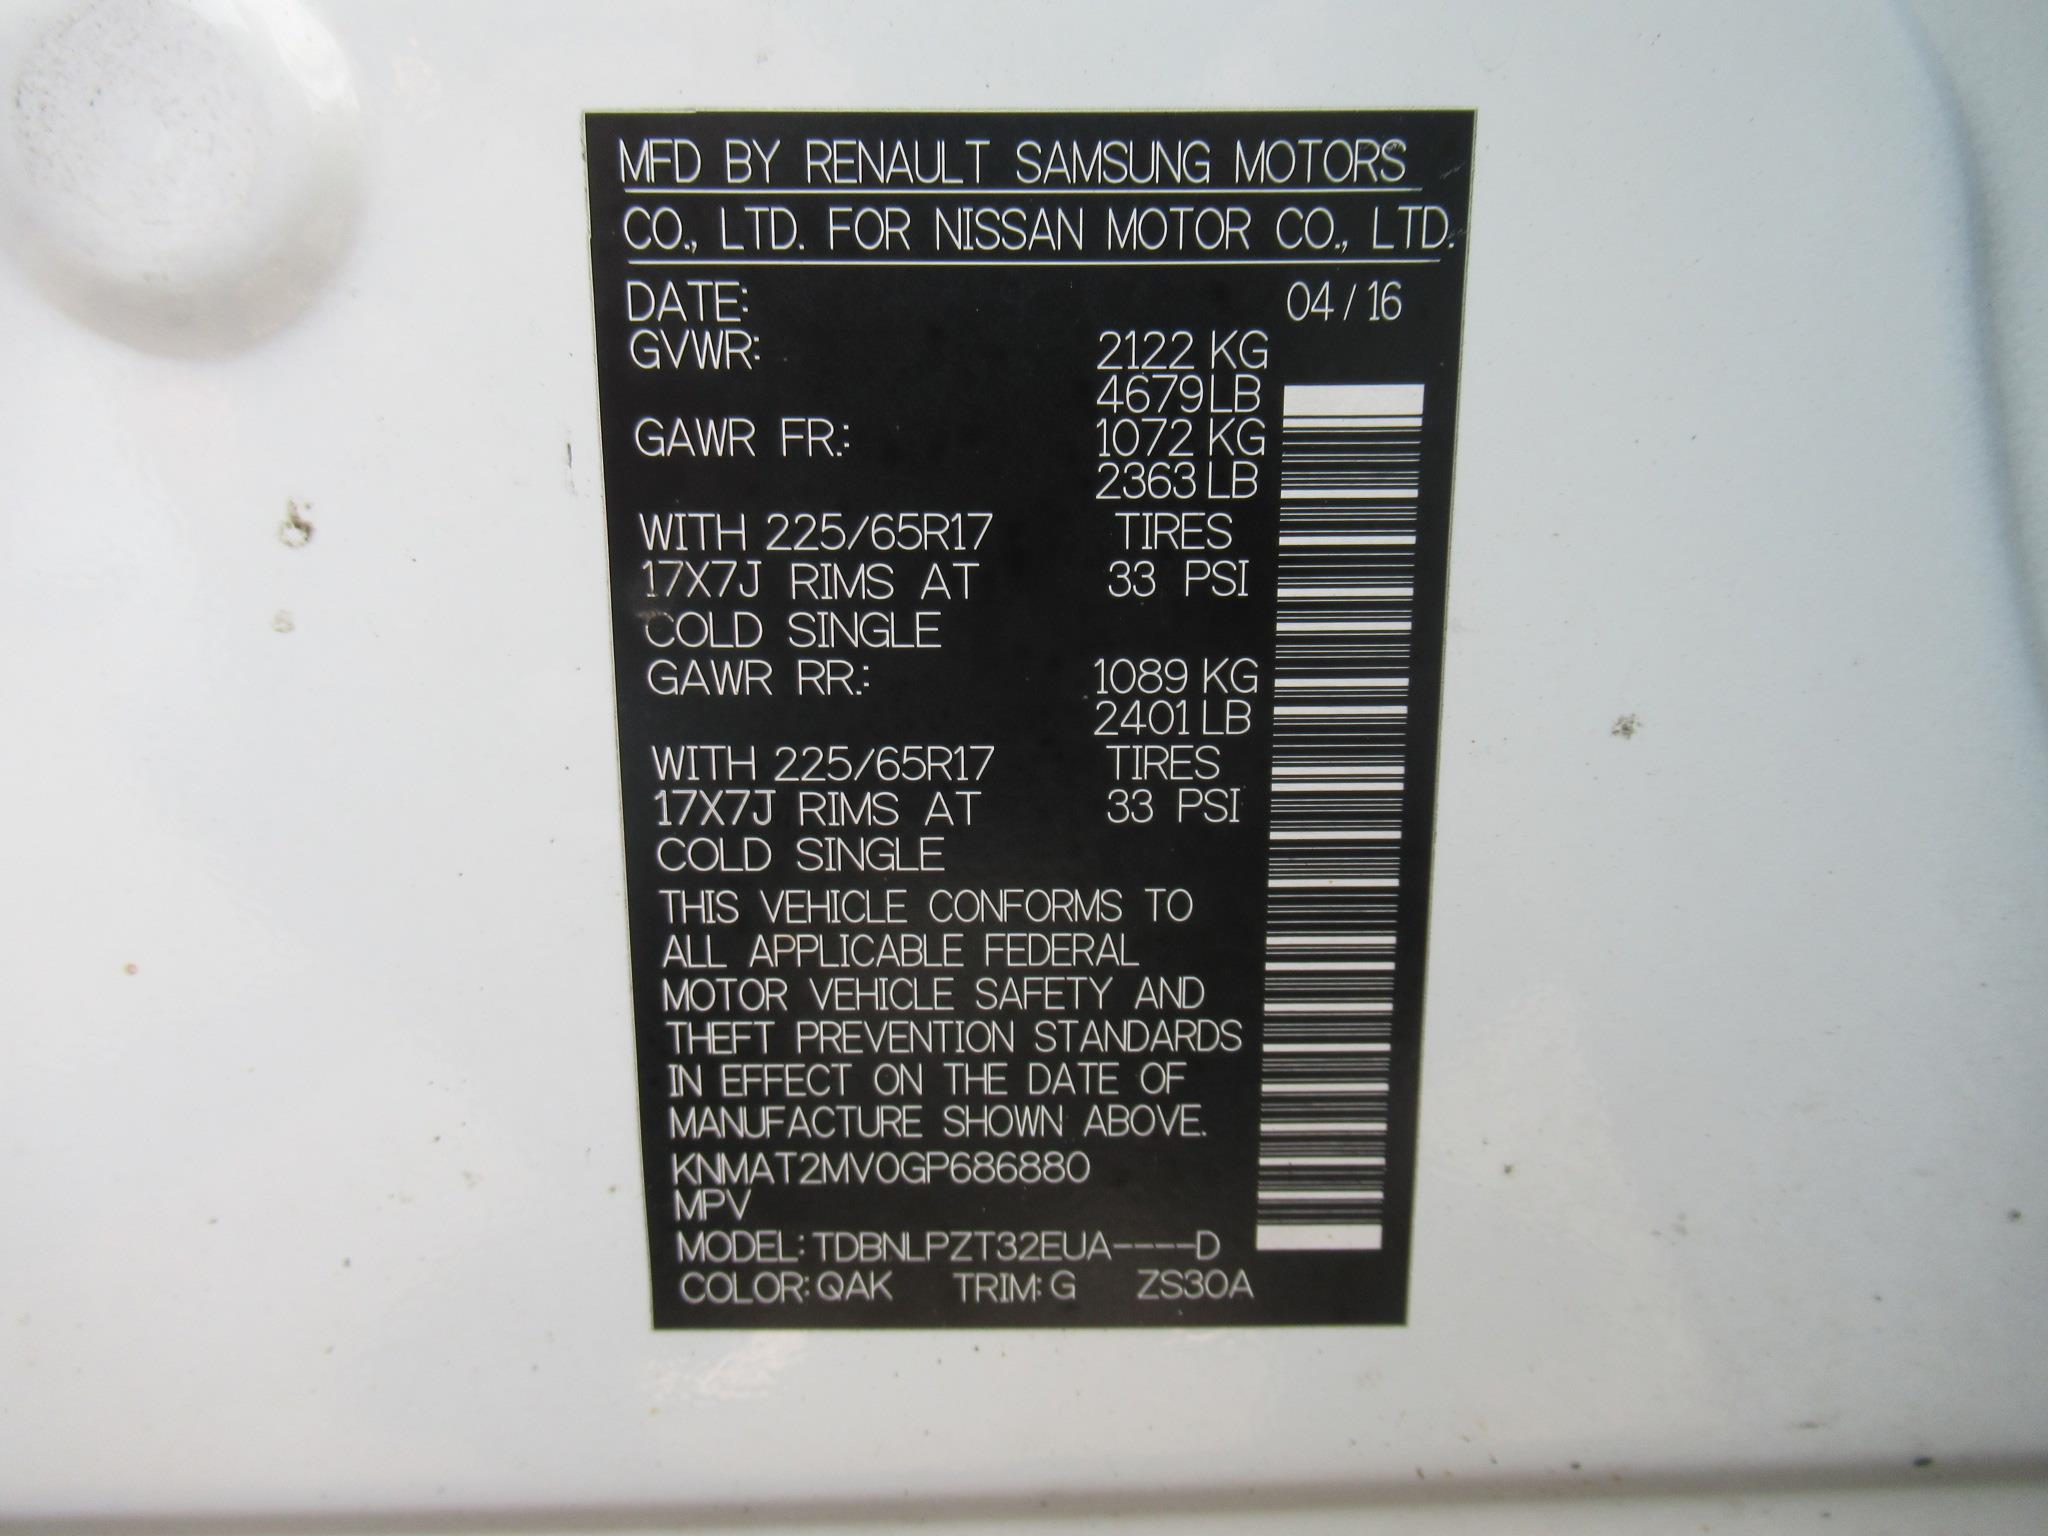 MFD BY RENAULT SAMSUNG MOTORS
CO., LTD. FOR NISSAN MOTOR CO., LTD.
DATE: 04/16
GVWR: 2122 KG
4679 LB
GAWR FR.: 1072 KG
2363 LB
WITH 225/65R17 TIRES
17X7J RIMS AT 33 PSI
COLD SINGLE
GAWR RR.: 1089 KG
2401 LB
WITH 225/65R17 TIRES
17X7J RIMS AT 33 PSI
COLD SINGLE
THIS VEHICLE CONFORMS TO
ALL APPLICABLE FEDERAL
MOTOR VEHICLE SAFETY AND
THEFT PREVENTION STANDARDS
IN EFFECT ON THE DATE OF
MANUFACTURE SHOWN ABOVE.
KNMAT2MV0GP686880
MPV
MODEL: TDBNLPZT32EUA----D
COLOR: QAK TRIM: G ZS30A